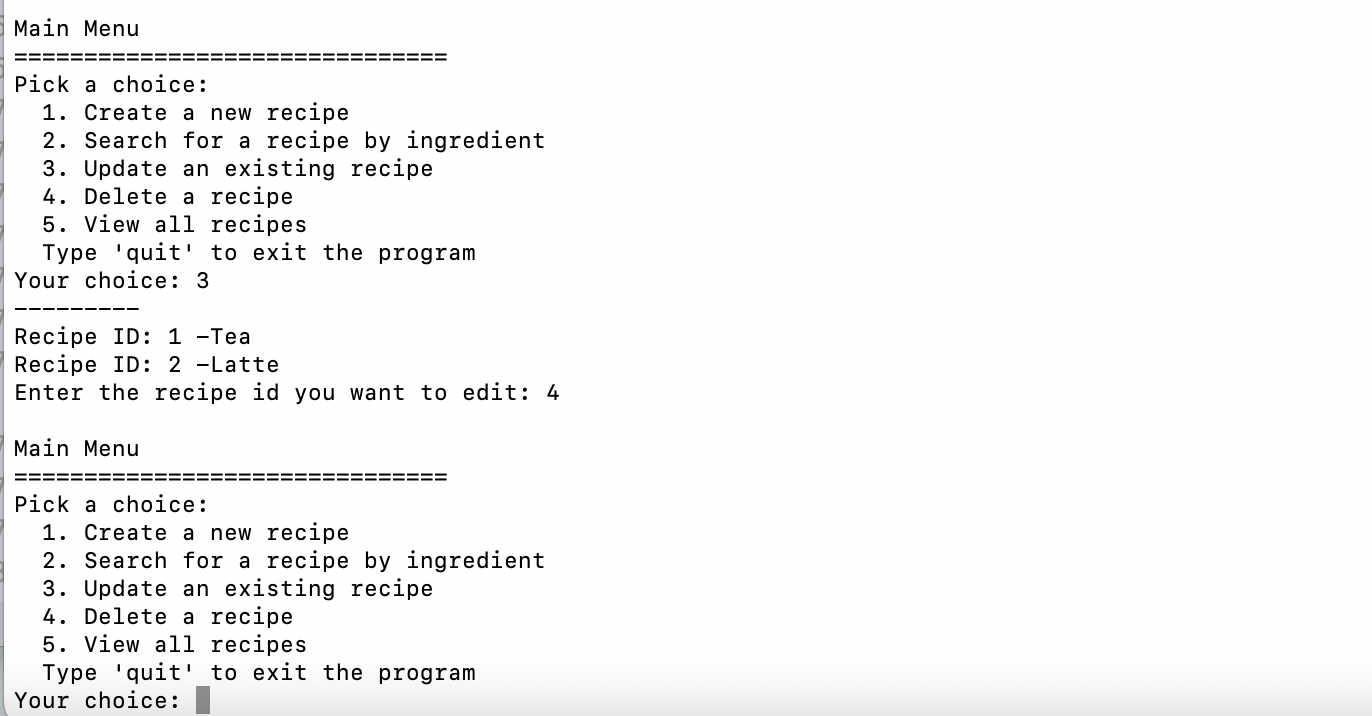 Main Menu
===============================
Pick a choice:
  1. Create a new recipe
  2. Search for a recipe by ingredient
  3. Update an existing recipe
  4. Delete a recipe
  5. View all recipes
  Type 'quit' to exit the program
Your choice: 3
---------
Recipe ID: 1 -Tea
Recipe ID: 2 -Latte
Enter the recipe id you want to edit: 4

Main Menu
===============================
Pick a choice:
  1. Create a new recipe
  2. Search for a recipe by ingredient
  3. Update an existing recipe
  4. Delete a recipe
  5. View all recipes
  Type 'quit' to exit the program
Your choice: